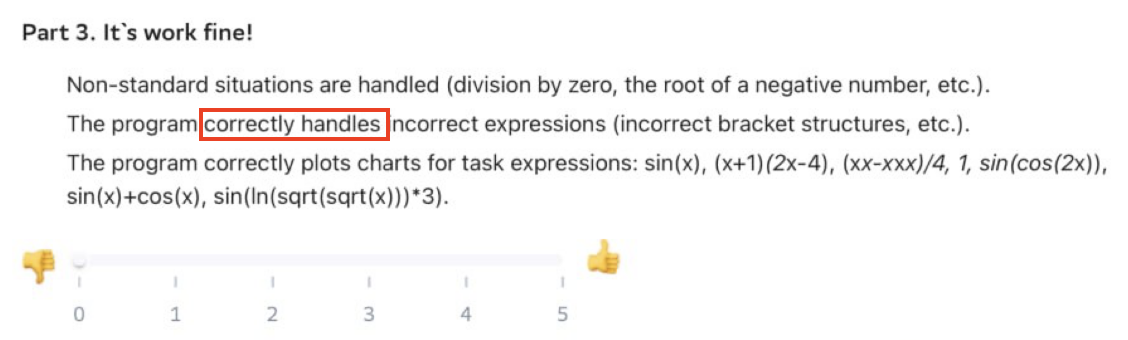 Part 3. It`s work fine!
Non-standard situations are handled (division by zero, the root of a negative number, etc.).
The program correctly handles incorrect expressions (incorrect bracket structures, etc.).
The program correctly plots charts for task expressions: sin(x), (x+1)(2x-4), (xx-xxx)/4, 1, sin(cos(2x)),
sin(x)+cos(x), sin(ln(sqrt(sqrt(x)))*3).
0 1 2 3 4 5